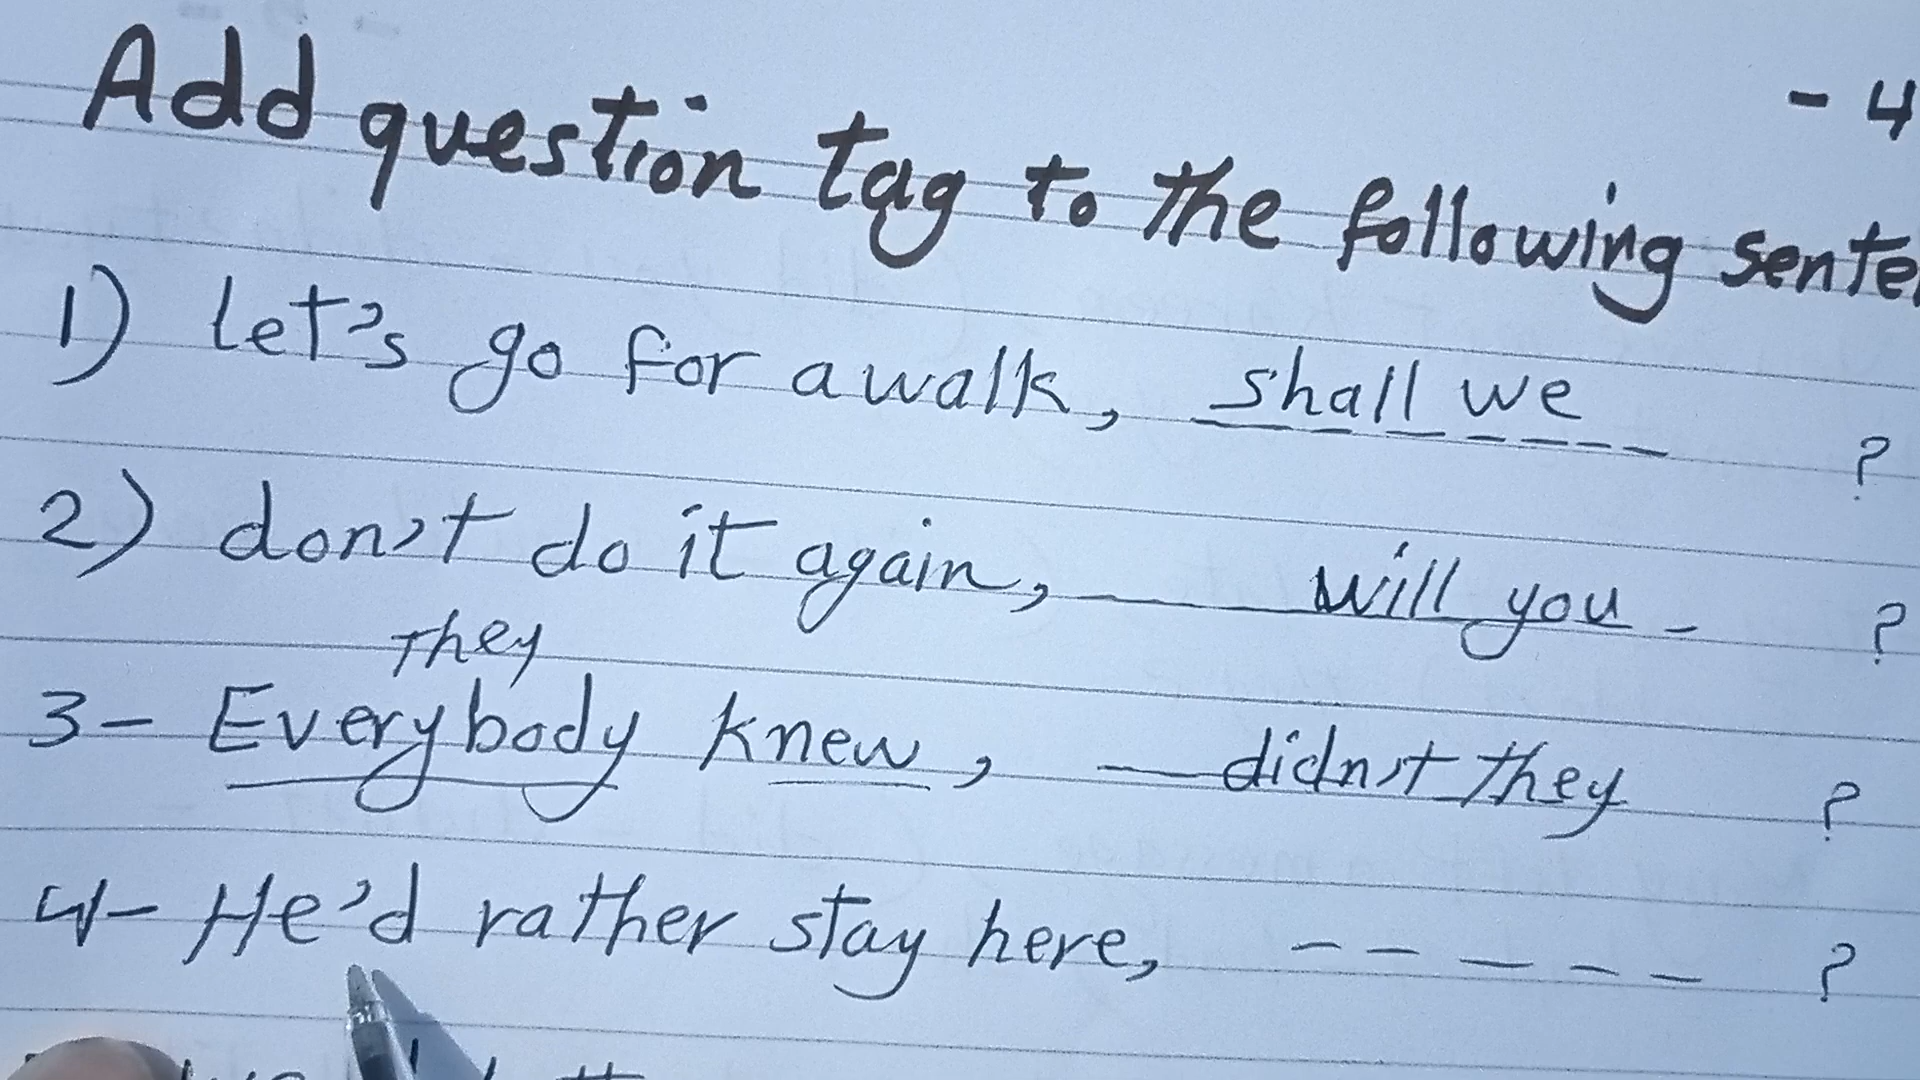 - 4
Add question tag to the following
1) let's go for a walk, shall we ?
2) don't do it again, will you ?
They
3- Everybody knew, didn't they ?
4- He'd rather stay here, ----- ?